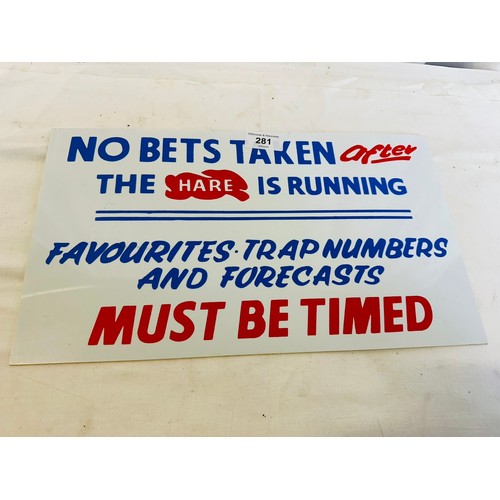 281
NO BETS TAKEN after
THE HARE IS RUNNING
FAVOURITES · TRAP NUMBERS
AND FORECASTS
MUST BE TIMED